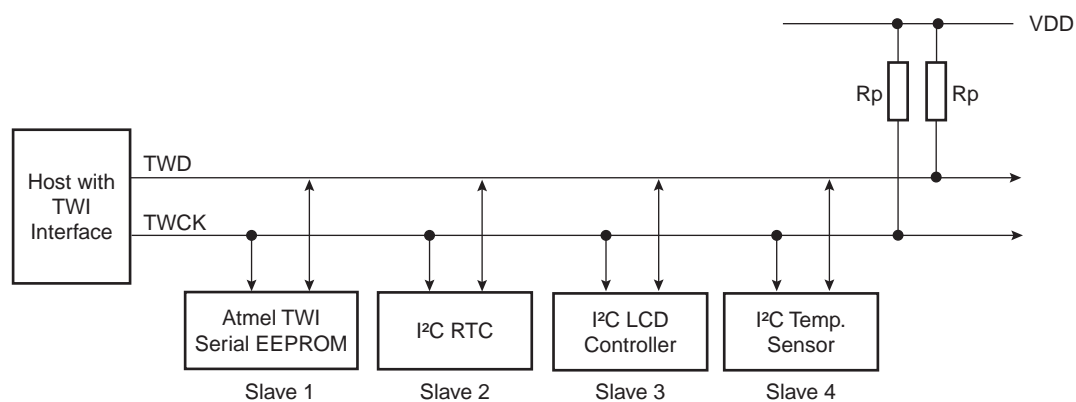 VDD
Rp
Rp
Host with
TWI
Interface
TWD
TWCK
Atmel TWI
Serial EEPROM
I²C RTC
I²C LCD
Controller
I²C Temp.
Sensor
Slave 1
Slave 2
Slave 3
Slave 4